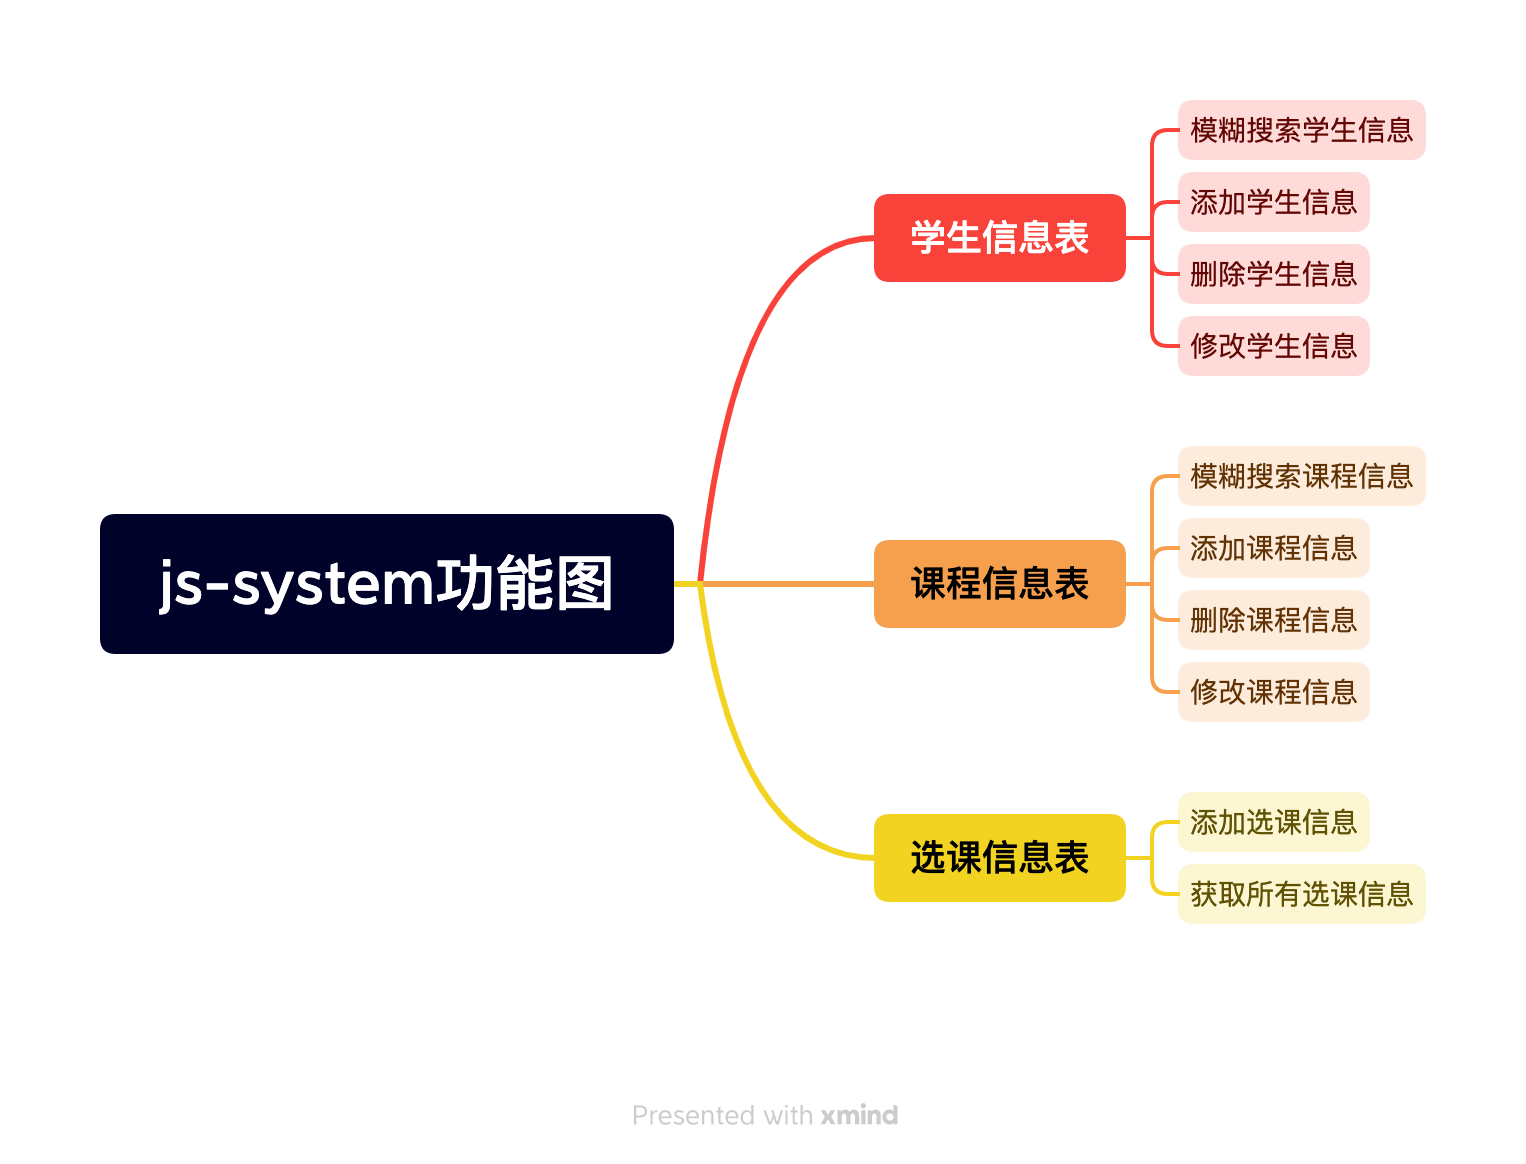 js-system功能图
学生信息表
模糊搜索学生信息
添加学生信息
删除学生信息
修改学生信息
课程信息表
模糊搜索课程信息
添加课程信息
删除课程信息
修改课程信息
选课信息表
添加选课信息
获取所有选课信息
Presented with xmind